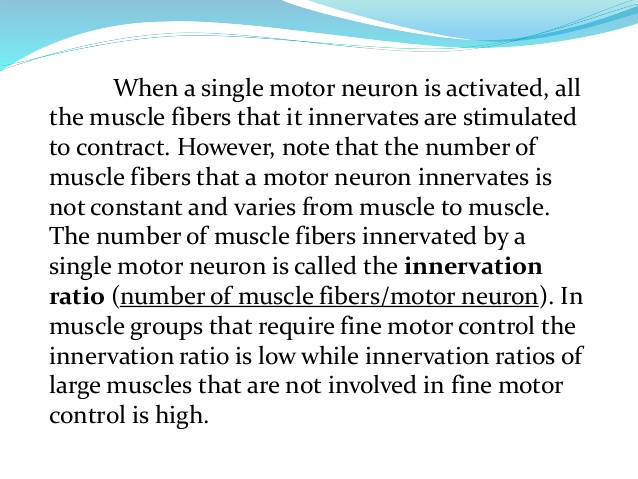 When a single motor neuron is activated, all
the muscle fibers that it innervates are stimulated
to contract. However, note that the number of
muscle fibers that a motor neuron innervates is
not constant and varies from muscle to muscle.
The number of muscle fibers innervated by a
single motor neuron is called the innervation
ratio (number of muscle fibers/motor neuron). In
muscle groups that require fine motor control the
innervation ratio is low while innervation ratios of
large muscles that are not involved in fine motor
control is high.